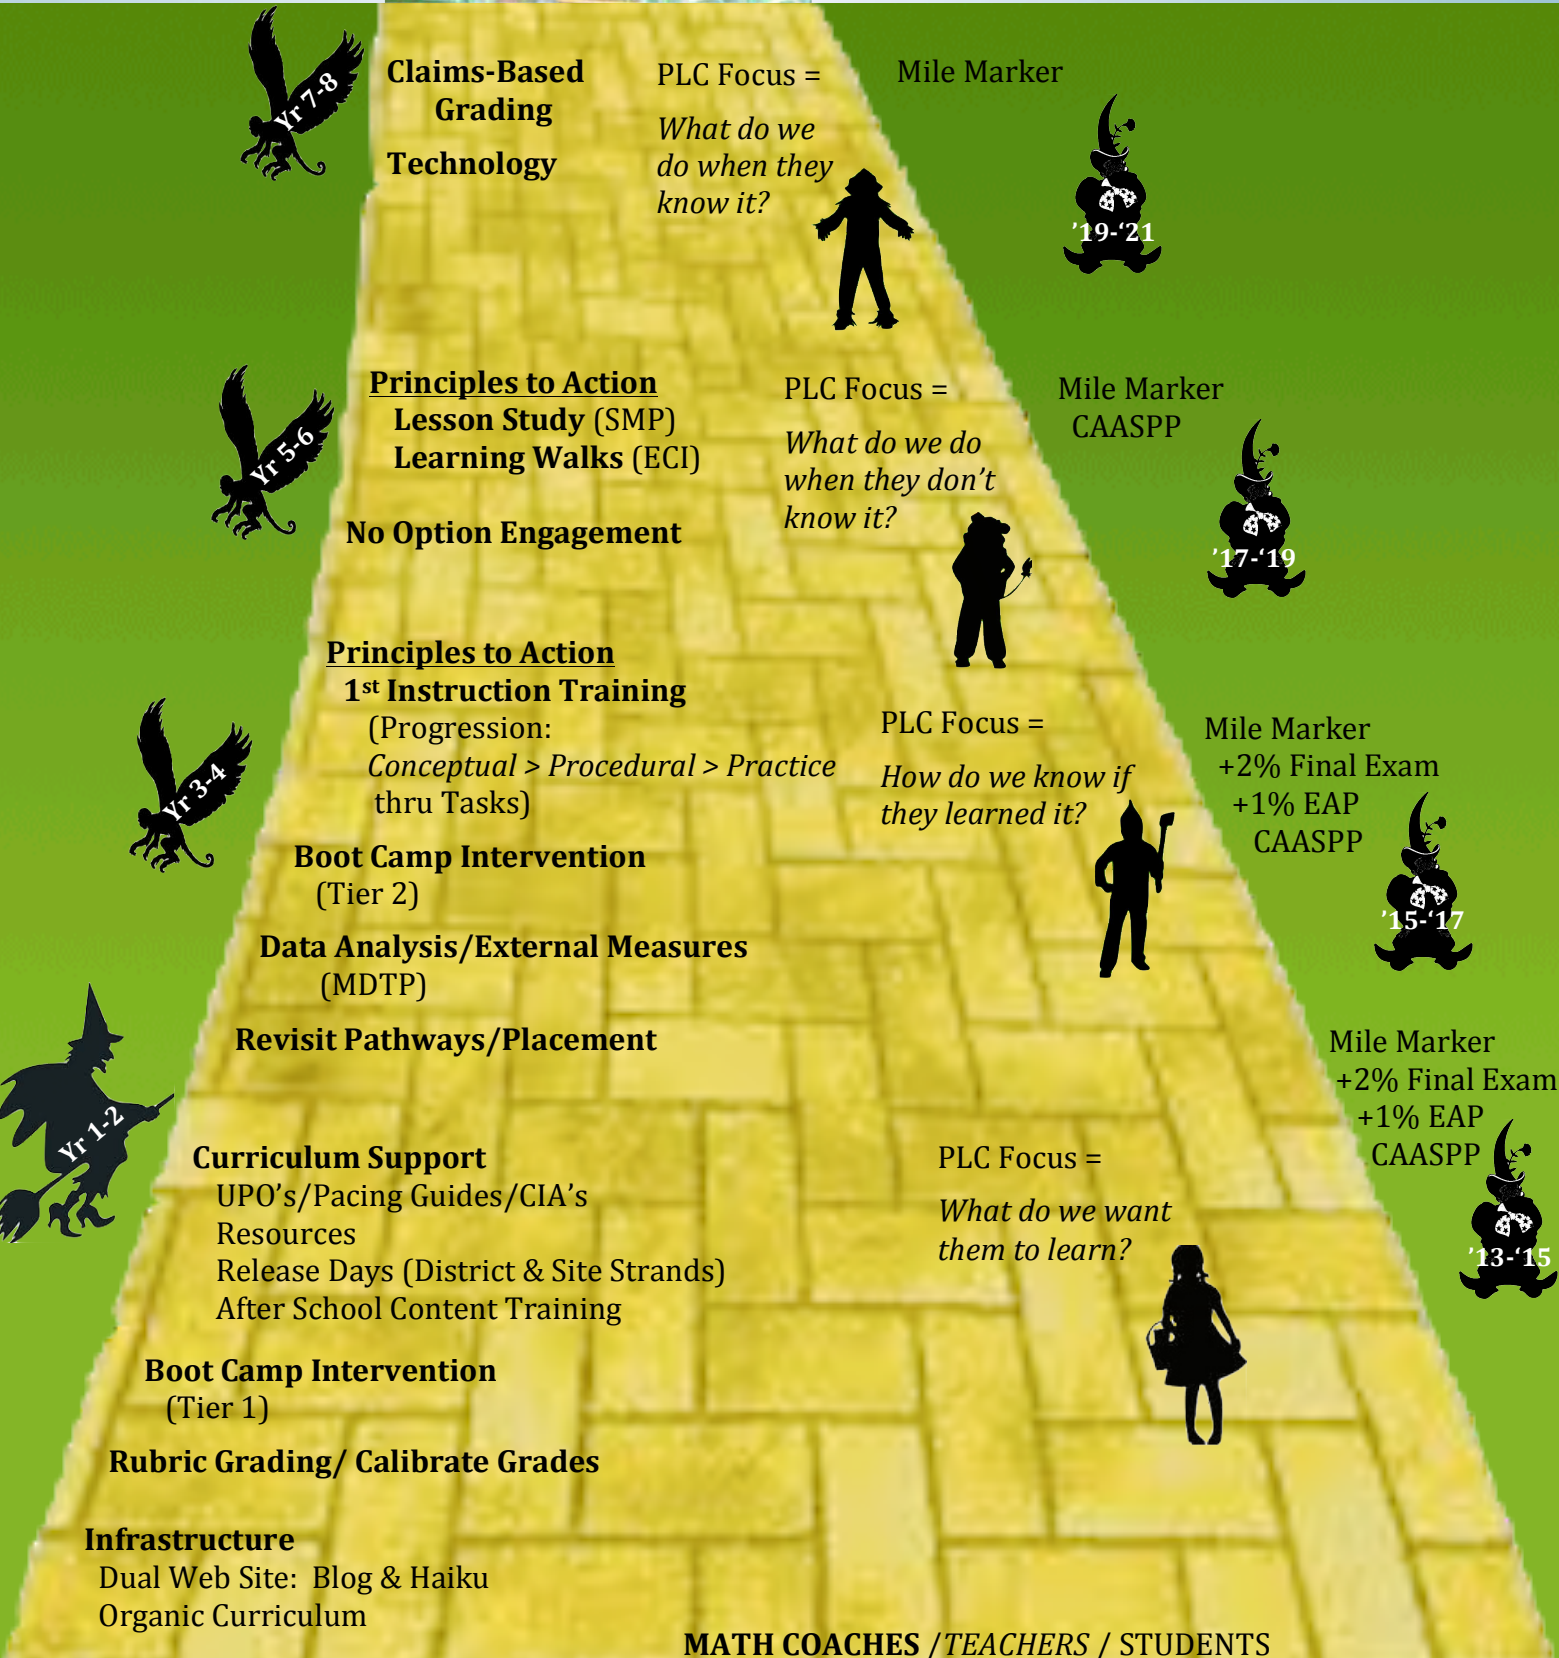 Yr 7-8
Claims-Based
Grading
Technology
PLC Focus =
What do we
do when they
know it?
Mile Marker
’19-‘21
Yr 5-6
Principles to Action
Lesson Study (SMP)
Learning Walks (ECI)
No Option Engagement
PLC Focus =
What do we do
when they don’t
know it?
Mile Marker
CAASPP
’17-‘19
Yr 3-4
Principles to Action
1st Instruction Training
(Progression:
Conceptual > Procedural > Practice
thru Tasks)
Boot Camp Intervention
(Tier 2)
Data Analysis/External Measures
(MDTP)
Revisit Pathways/Placement
PLC Focus =
How do we know if
they learned it?
Mile Marker
+2% Final Exam
+1% EAP
CAASPP
’15-‘17
Yr 1-2
Curriculum Support
UPO’s/Pacing Guides/CIA’s
Resources
Release Days (District & Site Strands)
After School Content Training
Boot Camp Intervention
(Tier 1)
Rubric Grading/ Calibrate Grades
Infrastructure
Dual Web Site:  Blog & Haiku
Organic Curriculum
PLC Focus =
What do we want
them to learn?
Mile Marker
+2% Final Exam
+1% EAP
CAASPP
’13-‘15
MATH COACHES /TEACHERS / STUDENTS